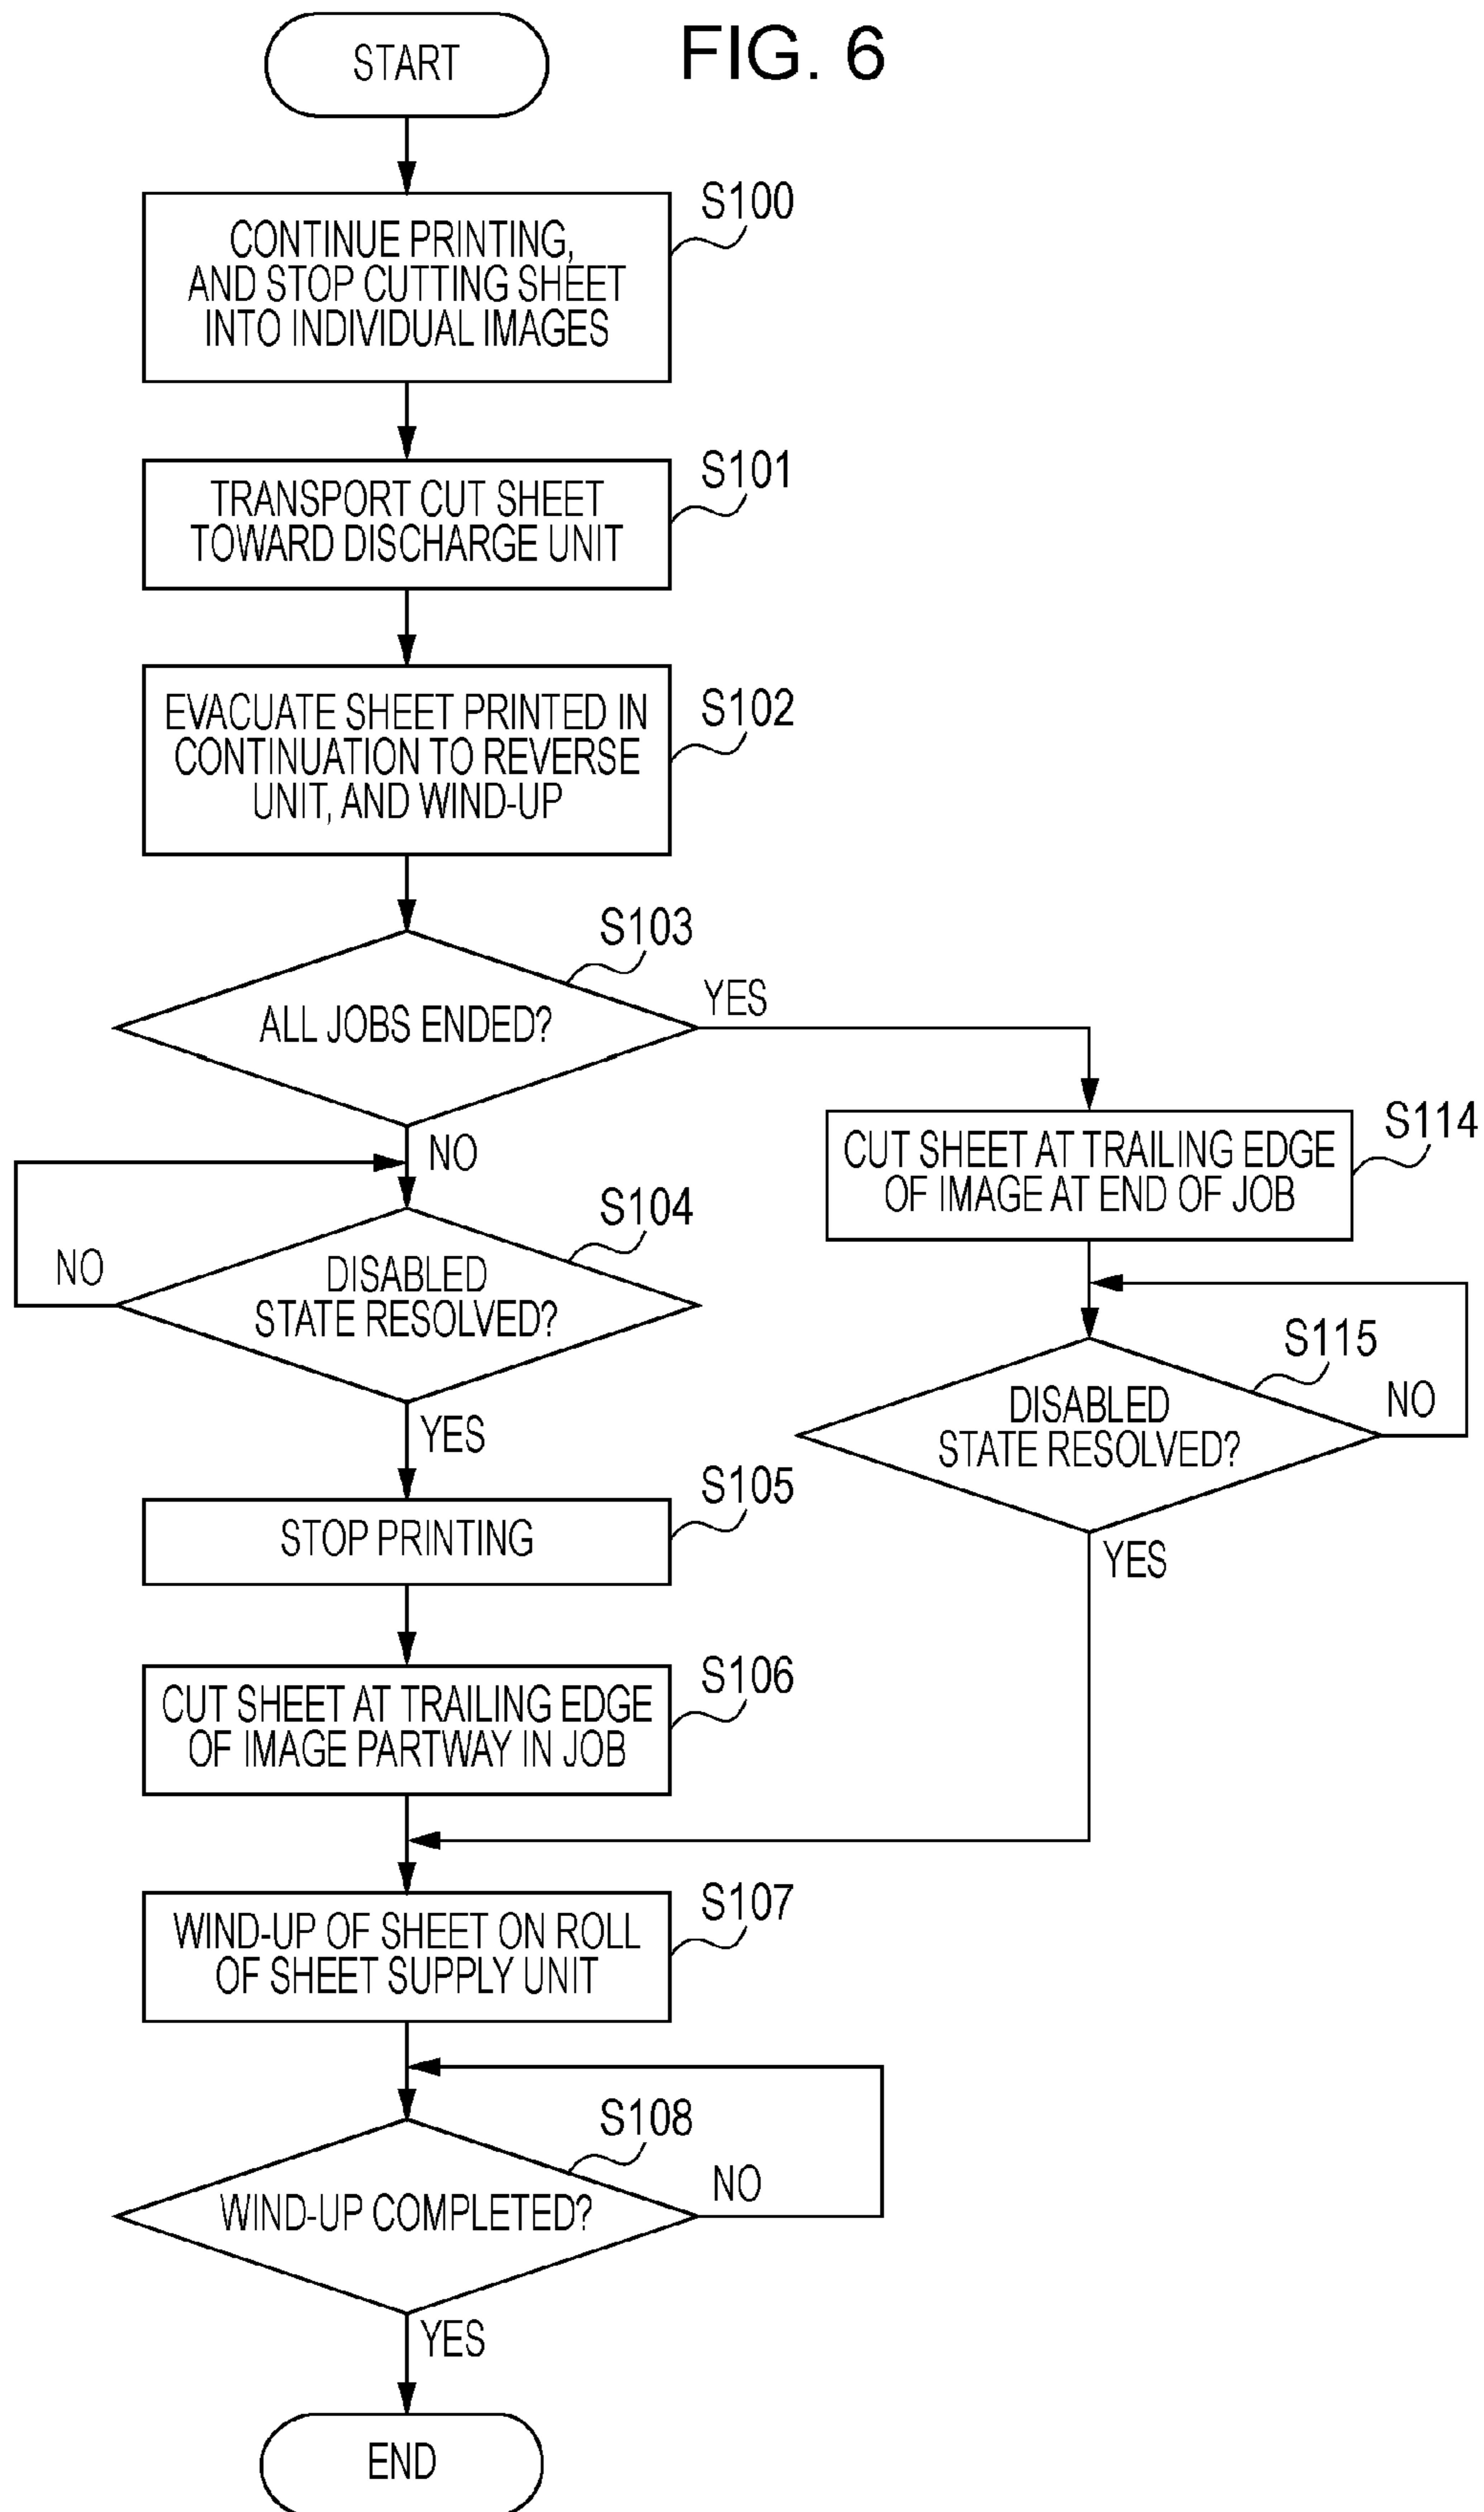 FIG. 6
START
S100
CONTINUE PRINTING,
AND STOP CUTTING SHEET
INTO INDIVIDUAL IMAGES
S101
TRANSPORT CUT SHEET
TOWARD DISCHARGE UNIT
S102
EVACUATE SHEET PRINTED IN
CONTINUATION TO REVERSE
UNIT, AND WIND-UP
S103
ALL JOBS ENDED?
YES
NO
S104
DISABLED
STATE RESOLVED?
NO
YES
S114
CUT SHEET AT TRAILING EDGE
OF IMAGE AT END OF JOB
S115
DISABLED
STATE RESOLVED?
NO
YES
S105
STOP PRINTING
S106
CUT SHEET AT TRAILING EDGE
OF IMAGE PARTWAY IN JOB
S107
WIND-UP OF SHEET ON ROLL
OF SHEET SUPPLY UNIT
S108
WIND-UP COMPLETED?
NO
YES
END